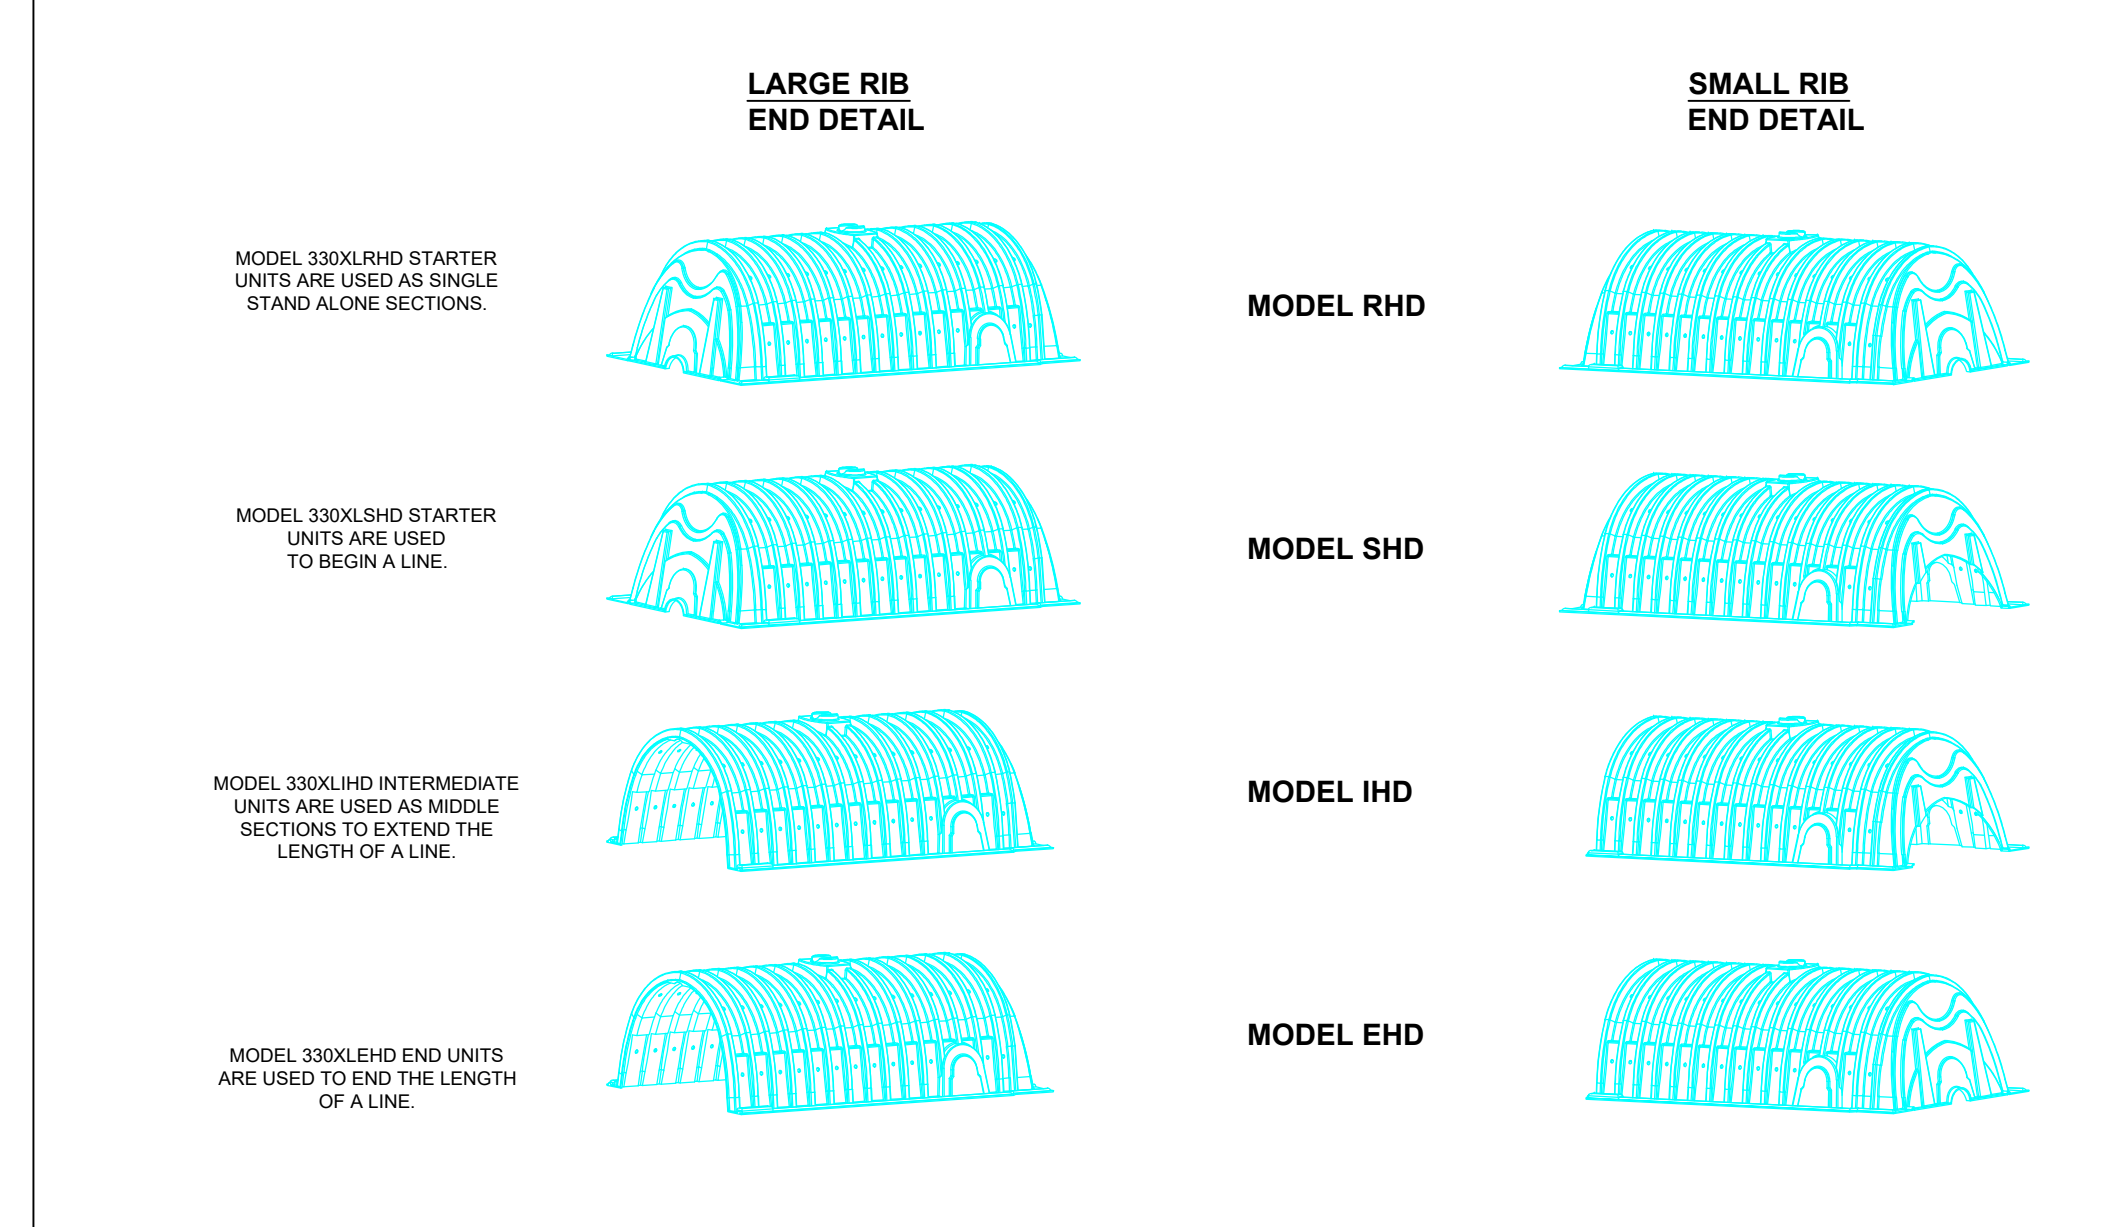 LARGE RIB
END DETAIL
SMALL RIB
END DETAIL
MODEL 330XLRHD STARTER
UNITS ARE USED AS SINGLE
STAND ALONE SECTIONS.
MODEL RHD
MODEL 330XLSHD STARTER
UNITS ARE USED
TO BEGIN A LINE.
MODEL SHD
MODEL 330XLIHD INTERMEDIATE
UNITS ARE USED AS MIDDLE
SECTIONS TO EXTEND THE
LENGTH OF A LINE.
MODEL IHD
MODEL 330XLEHD END UNITS
ARE USED TO END THE LENGTH
OF A LINE.
MODEL EHD